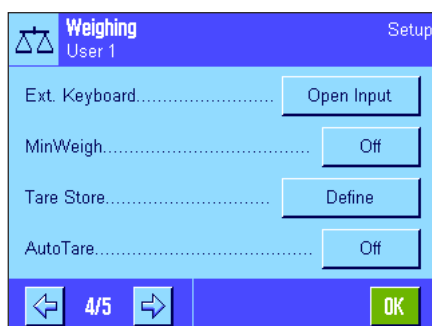 Weighing
Setup
User 1
Ext. Keyboard........................ Open Input
MinWeigh.................................... Off
Tare Store............................. Define
AutoTare...................................... Off
4/5
OK